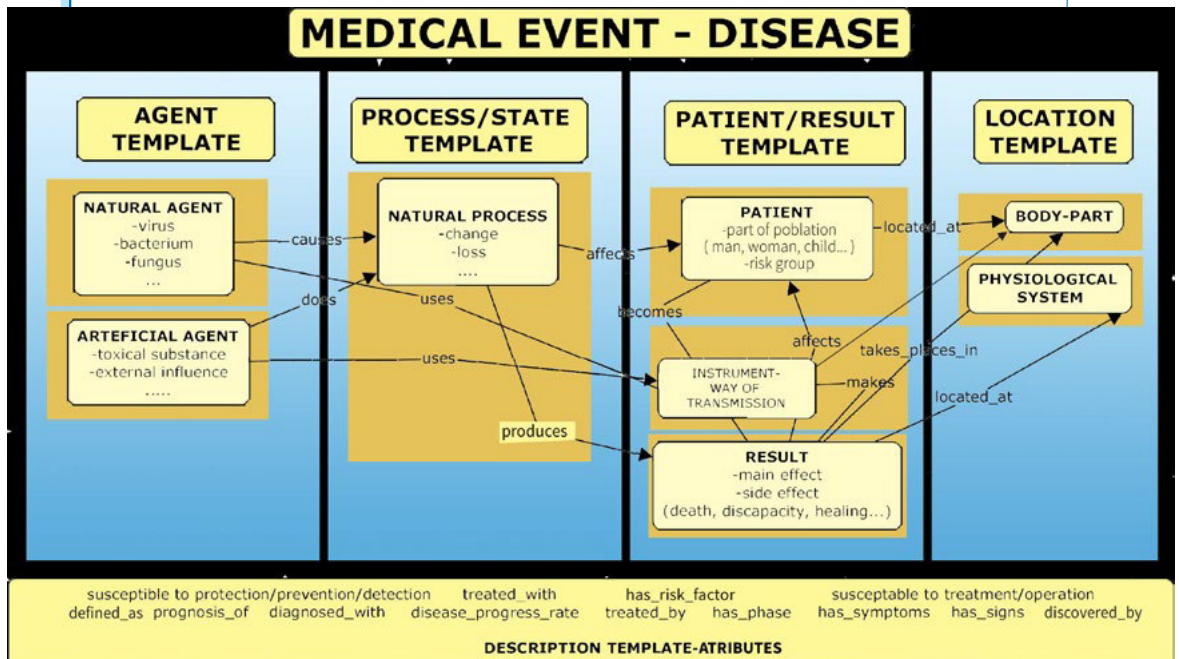 MEDICAL EVENT - DISEASE
AGENT
TEMPLATE
NATURAL AGENT
-virus
-bacterium
-fungus
...
ARTEFICIAL AGENT
-toxical substance
-external influence
.....
causes
does
uses
uses
PROCESS/STATE
TEMPLATE
NATURAL PROCESS
-change
-loss
....
produces
affects
PATIENT/RESULT
TEMPLATE
PATIENT
-part of poblation
(man, woman, child...)
-risk group
becomes
affects
INSTRUMENT-
WAY OF
TRANSMISSION
makes
RESULT
-main effect
-side effect
(death, discapacity, healing...)
located_at
takes_places_in
located_at
LOCATION
TEMPLATE
BODY-PART
PHYSIOLOGICAL
SYSTEM
susceptible to protection/prevention/detection treated_with has_risk_factor susceptable to treatment/operation
defined_as prognosis_of diagnosed_with disease_progress_rate treated_by has_phase has_symptoms has_signs discovered_by
DESCRIPTION TEMPLATE-ATRIBUTES